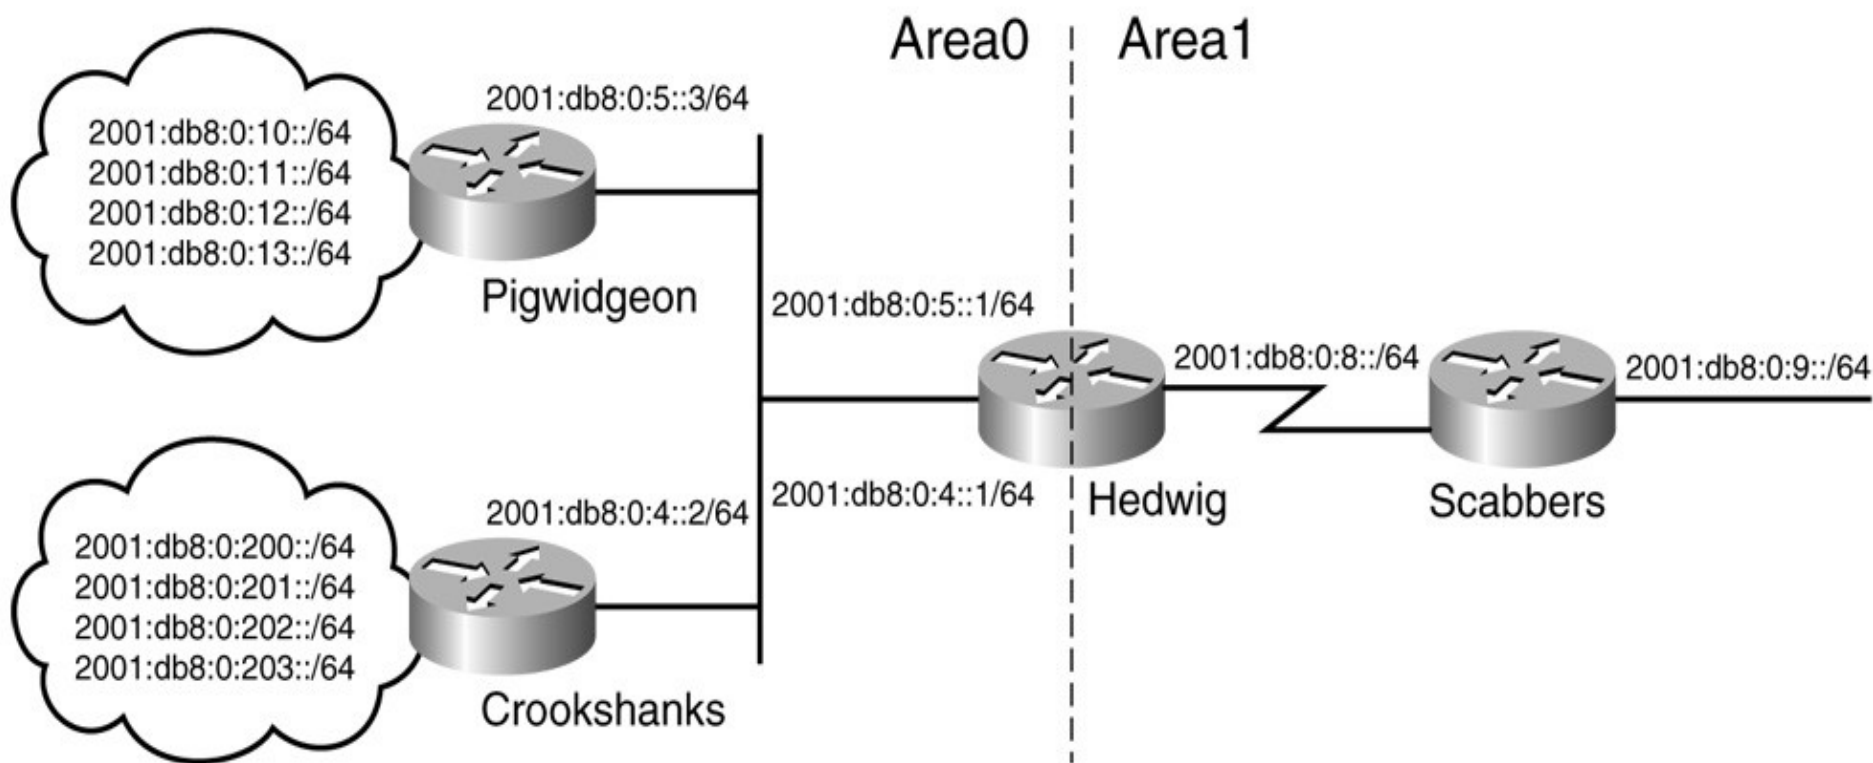 Area0
Area1
2001:db8:0:5::3/64
2001:db8:0:10::/64
2001:db8:0:11::/64
2001:db8:0:12::/64
2001:db8:0:13::/64
Pigwidgeon
2001:db8:0:5::1/64
2001:db8:0:8::/64
2001:db8:0:9::/64
2001:db8:0:4::1/64
Hedwig
Scabbers
2001:db8:0:4::2/64
2001:db8:0:200::/64
2001:db8:0:201::/64
2001:db8:0:202::/64
2001:db8:0:203::/64
Crookshanks